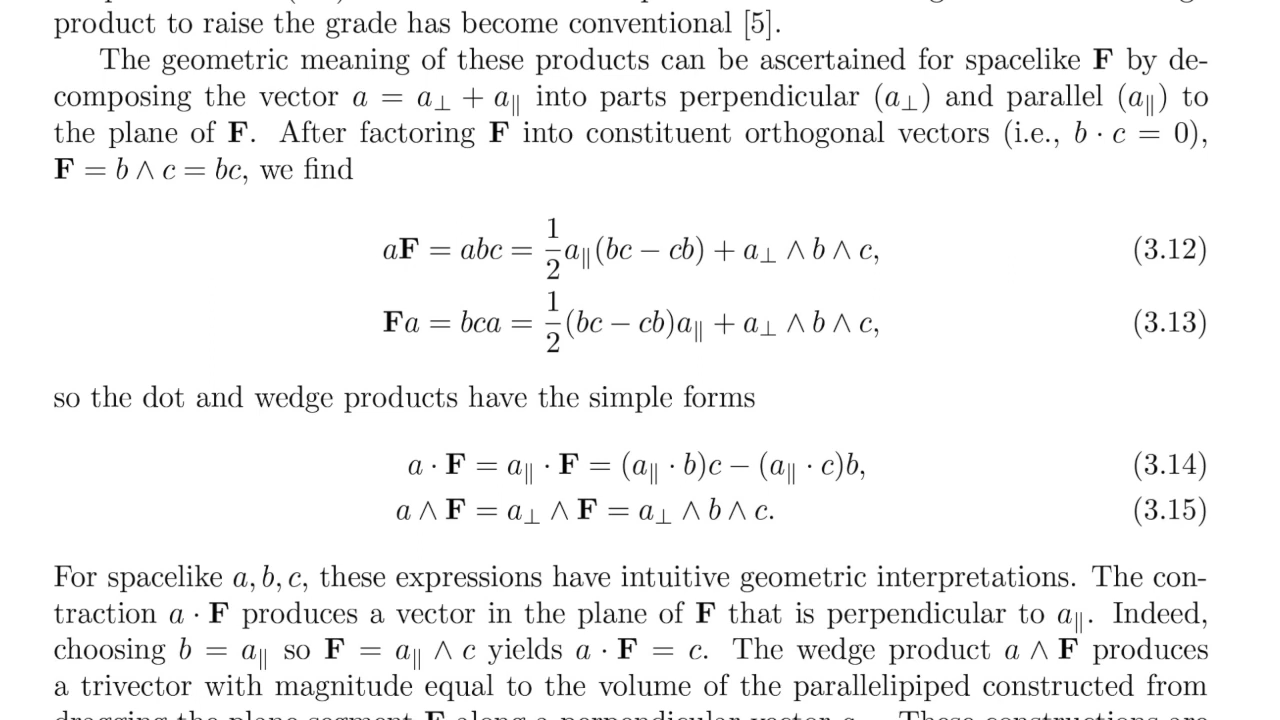 product to raise the grade has become conventional [5].
The geometric meaning of these products can be ascertained for spacelike F by de-
composing the vector a = a⊥ + a∥ into parts perpendicular (a⊥) and parallel (a∥) to
the plane of F. After factoring F into constituent orthogonal vectors (i.e., b · c = 0),
F = b ∧ c = bc, we find
aF = abc = 1/2 a∥(bc − cb) + a⊥ ∧ b ∧ c, (3.12)
Fa = bca = 1/2 (bc − cb)a∥ + a⊥ ∧ b ∧ c, (3.13)
so the dot and wedge products have the simple forms
a · F = a∥ · F = (a∥ · b)c − (a∥ · c)b, (3.14)
a ∧ F = a⊥ ∧ F = a⊥ ∧ b ∧ c. (3.15)
For spacelike a, b, c, these expressions have intuitive geometric interpretations. The con-
traction a · F produces a vector in the plane of F that is perpendicular to a∥. Indeed,
choosing b = a∥ so F = a∥ ∧ c yields a · F = c. The wedge product a ∧ F produces
a trivector with magnitude equal to the volume of the parallelipiped constructed from